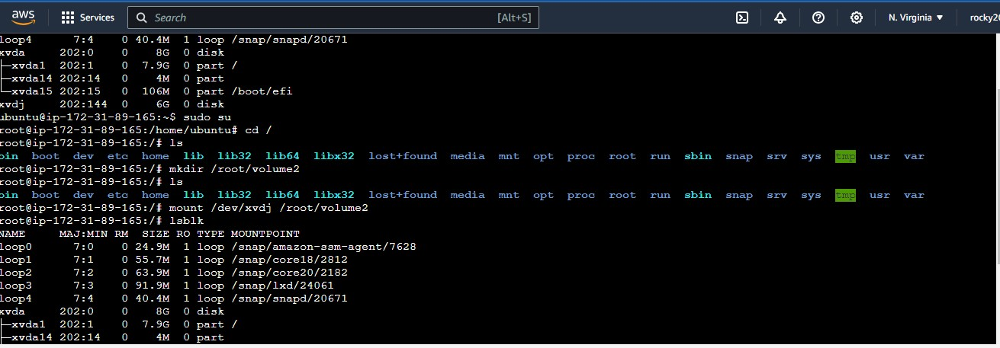 aws
Services
Search
[Alt+S]
N. Virginia ▼
rocky20
loop4 7:4 0 40.4M 1 loop /snap/snapd/20671
xvda 202:0 0 8G 0 disk
├─xvda1 202:1 0 7.9G 0 part /
├─xvda14 202:14 0 4M 0 part
└─xvda15 202:15 0 106M 0 part /boot/efi
xvdj 202:144 0 6G 0 disk
ubuntu@ip-172-31-89-165:~$ sudo su
root@ip-172-31-89-165:/home/ubuntu# cd /
root@ip-172-31-89-165:/# ls
bin boot dev etc home lib lib32 lib64 libx32 lost+found media mnt opt proc root run sbin snap srv sys tmp usr var
root@ip-172-31-89-165:/# mkdir /root/volume2
root@ip-172-31-89-165:/# ls
bin boot dev etc home lib lib32 lib64 libx32 lost+found media mnt opt proc root run sbin snap srv sys tmp usr var
root@ip-172-31-89-165:/# mount /dev/xvdj /root/volume2
root@ip-172-31-89-165:/# lsblk
NAME MAJ:MIN RM SIZE RO TYPE MOUNTPOINT
loop0 7:0 0 24.9M 1 loop /snap/amazon-ssm-agent/7628
loop1 7:1 0 55.7M 1 loop /snap/core18/2812
loop2 7:2 0 63.9M 1 loop /snap/core20/2182
loop3 7:3 0 91.9M 1 loop /snap/lxd/24061
loop4 7:4 0 40.4M 1 loop /snap/snapd/20671
xvda 202:0 0 8G 0 disk
├─xvda1 202:1 0 7.9G 0 part /
├─xvda14 202:14 0 4M 0 part